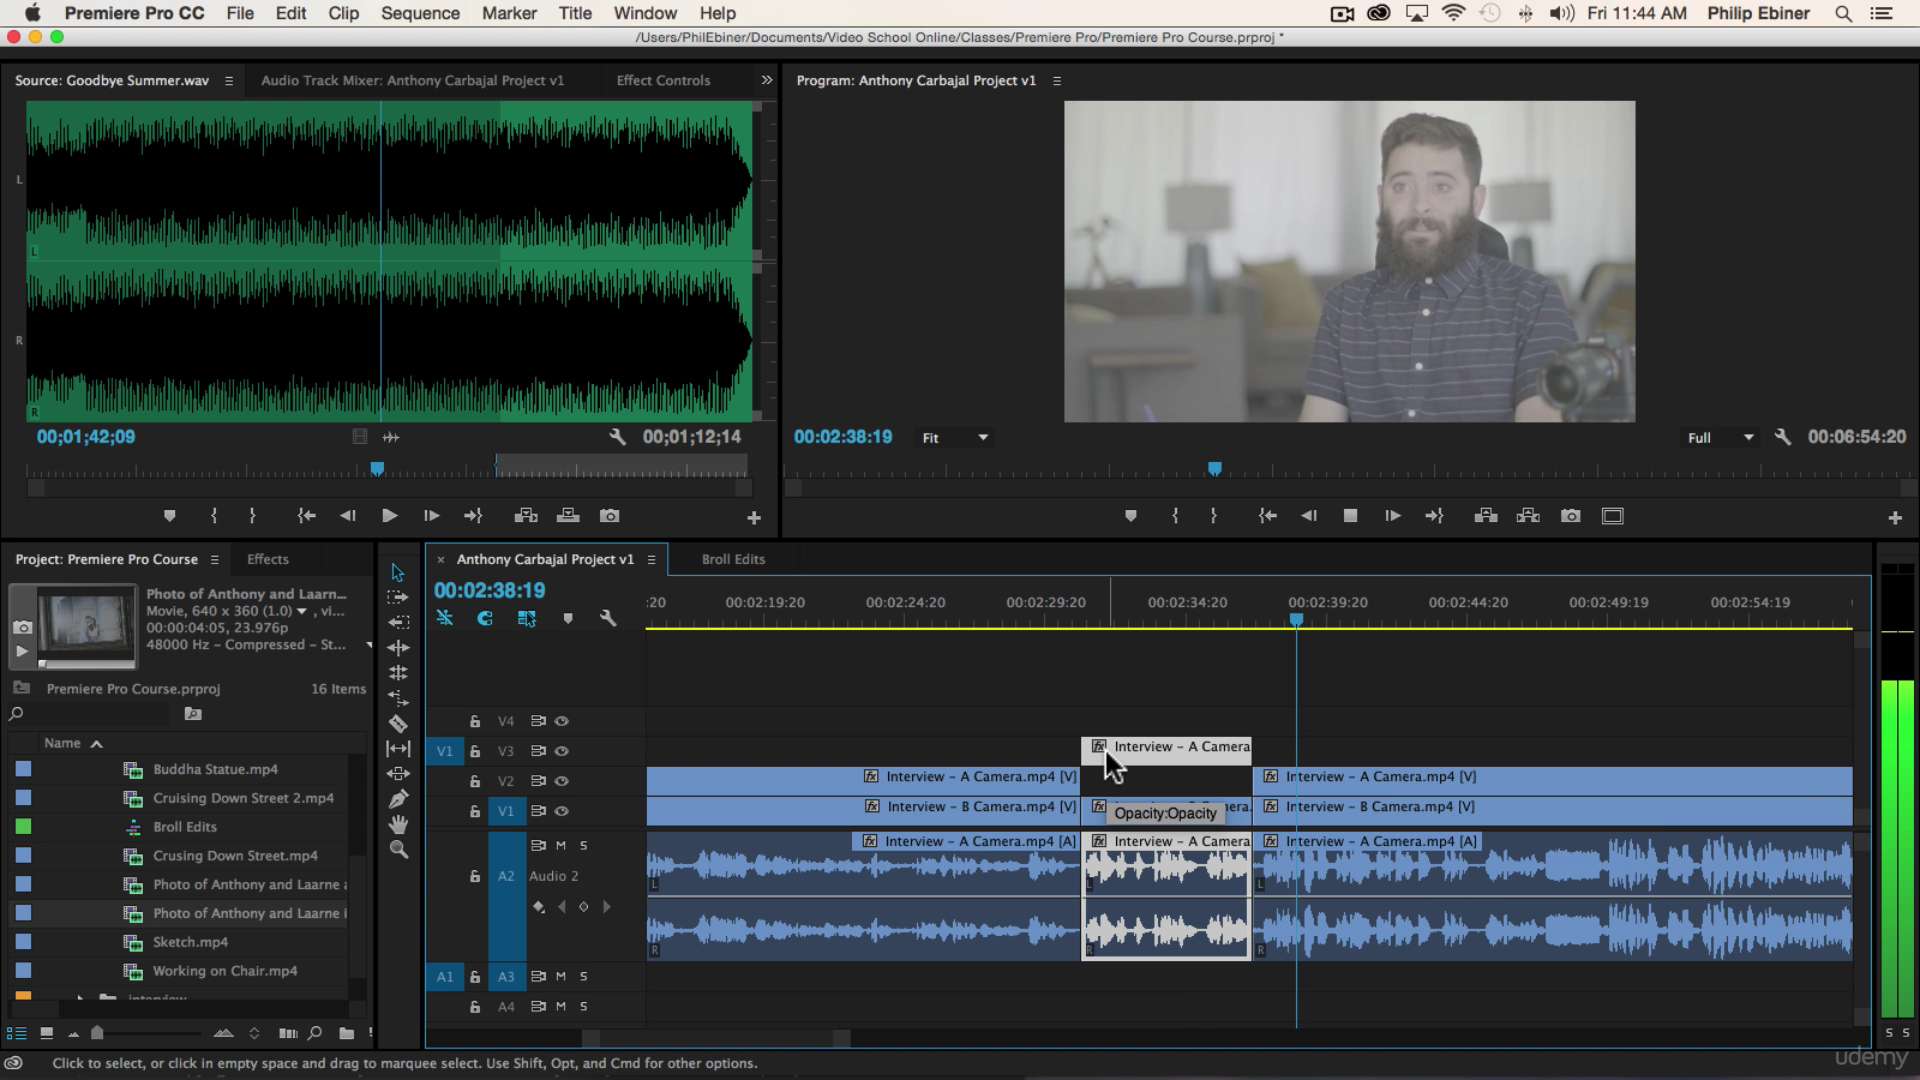 Premiere Pro CC File Edit Clip Sequence Marker Title Window Help Fri 11:44 AM Philip Ebiner
/Users/PhilEbiner/Documents/Video School Online/Classes/Premiere Pro/Premiere Pro Course.prproj *
Source: Goodbye Summer.wav Audio Track Mixer: Anthony Carbajal Project v1 Effect Controls
Program: Anthony Carbajal Project v1
L
L
R
R
00;01;42;09 00;01;12;14
00:02:38:19 Fit Full 00:06:54:20
Project: Premiere Pro Course Effects
Anthony Carbajal Project v1 Broll Edits
Photo of Anthony and Laarn...
Movie, 640 x 360 (1.0) , vi...
00:00:04:05, 23.976p
48000 Hz - Compressed - St...
Premiere Pro Course.prproj 16 Items
Name
Buddha Statue.mp4
Cruising Down Street 2.mp4
Broll Edits
Crusing Down Street.mp4
Photo of Anthony and Laarne a
Photo of Anthony and Laarne i
Sketch.mp4
Working on Chair.mp4
interview
00:02:38:19
:20 00:02:19:20 00:02:24:20 00:02:29:20 00:02:34:20 00:02:39:20 00:02:44:20 00:02:49:19 00:02:54:19
V4
V1 V3 fx Interview - A Camera
V2 fx Interview - A Camera.mp4 [V] fx Interview - A Camera.mp4 [V]
V1 fx Interview - B Camera.mp4 [V] fx fx Interview - B Camera.mp4 [V]
Opacity:Opacity
M S fx Interview - A Camera.mp4 [A] fx Interview - A Camera fx Interview - A Camera.mp4 [A]
A2 Audio 2
L L L
R R R
A1 A3 M S
A4 M S
S S
Click to select, or click in empty space and drag to marquee select. Use Shift, Opt, and Cmd for other options.
udemy